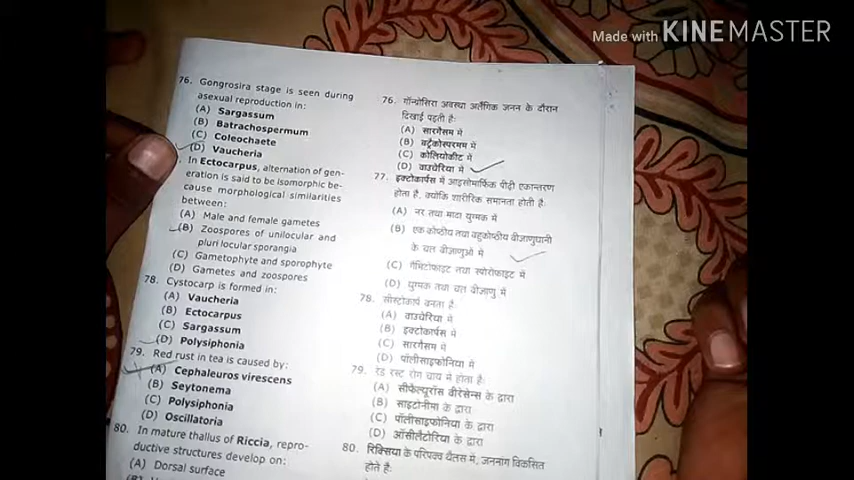 Made with KINEMASTER
76. Gongrosira stage is seen during
asexual reproduction in:
(A) Sargassum
(B) Batrachospermum
(C) Coleochaete
(D) Vaucheria
In Ectocarpus, alternation of gen-
eration is said to be isomorphic be-
cause morphological similarities
between:
(A) Male and female gametes
(B) Zoospores of unilocular and
pluri locular sporangia
(C) Gametophyte and sporophyte
(D) Gametes and zoospores
78. Cystocarp is formed in:
(A) Vaucheria
(B) Ectocarpus
(C) Sargassum
(D) Polysiphonia
79. Red rust in tea is caused by:
(A) Cephaleuros virescens
(B) Seytonema
(C) Polysiphonia
(D) Oscillatoria
80. In mature thallus of Riccia, repro-
ductive structures develop on:
(A) Dorsal surface
76. गॉन्ग्रोसिरा अवस्था अलैंगिक जनन के दौरान
दिखाई पड़ती है:
(A) सारगैसम में
(B) बट्रैकोस्परमम में
(C) कोलियोकीट में
(D) वाउचेरिया में
77. इक्टोकार्पस में आइसोमार्फिक पीढ़ी एकान्तरण
होता है, क्योंकि शारीरिक समानता होती है:
(A) नर तथा मादा युग्मक में
(B) एक कोष्ठीय तथा बहुकोष्ठीय बीजाणुधानी
के चल बीजाणुओं में
(C) गैमिटोफाइट तथा स्पोरोफाइट में
(D) युग्मक तथा चल बीजाणु में
78. सीस्टोकार्प बनता है:
(A) वाउचेरिया में
(B) इक्टोकार्पस में
(C) सारगैसम में
(D) पॉलीसाइफोनिया में
79. रेड रस्ट रोग चाय में होता है:
(A) सीफैल्यूरॉस वीरेसेन्स के द्वारा
(B) साइटोनीमा के द्वारा
(C) पॉलीसाइफोनिया के द्वारा
(D) ऑसीलैटोरिया के द्वारा
80. रिक्सिया के परिपक्व थैलस में, जननांग विकसित
होते है: